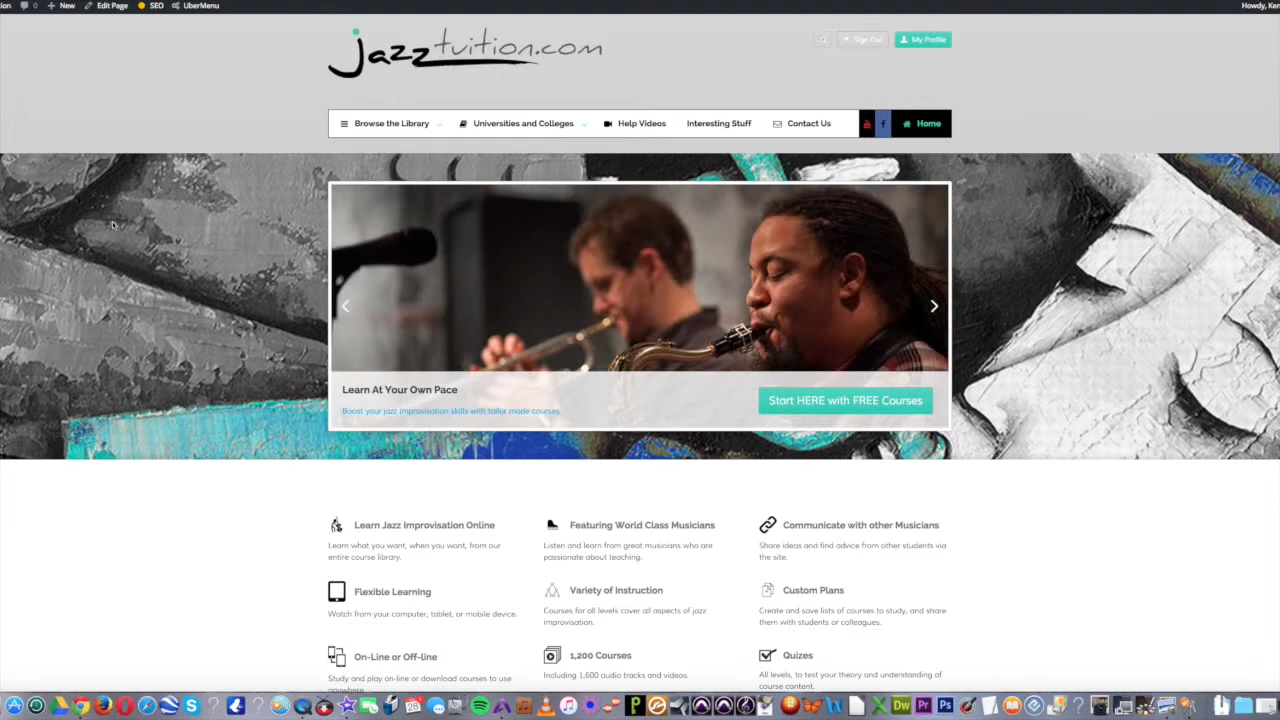 ion 0 New Edit Page SEO UberMenu Howdy, Ken
jazztuition.com
Sign Out My Profile
Browse the Library Universities and Colleges Help Videos Interesting Stuff Contact Us Home
Learn At Your Own Pace
Boost your jazz improvisation skills with tailor made courses
Start HERE with FREE Courses
Learn Jazz Improvisation Online
Learn what you want, when you want, from our
entire course library.
Featuring World Class Musicians
Listen and learn from great musicians who are
passionate about teaching.
Communicate with other Musicians
Share ideas and find advice from other students via
the site.
Flexible Learning
Watch from your computer, tablet, or mobile device.
Variety of Instruction
Courses for all levels cover all aspects of jazz
improvisation.
Custom Plans
Create and save lists of courses to study, and share
them with students or colleagues.
On-Line or Off-line
Study and play on-line or download courses to use
anywhere.
1,200 Courses
Including 1,600 audio tracks and videos.
Quizes
All levels, to test your theory and understanding of
course content.